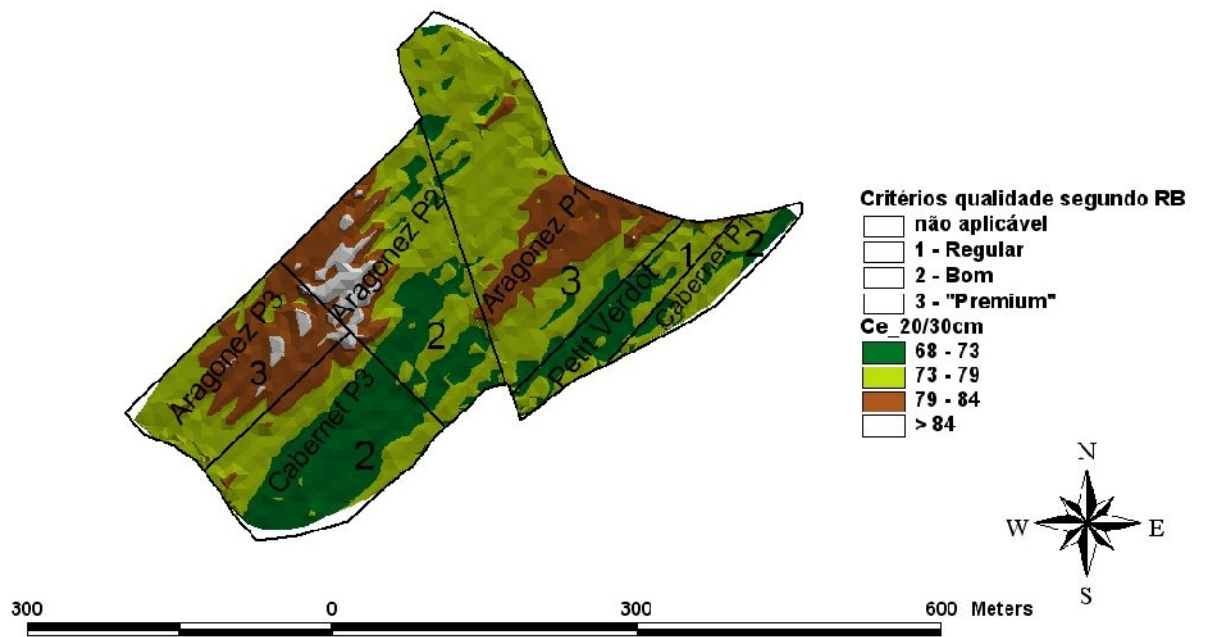 Aragonez P3
3
Aragonez P2
2
Cabernet P3
2
Aragonez P1
3
Petit Verdot
1
Cabernet P1
2
Critérios qualidade segundo RB
não aplicável
1 - Regular
2 - Bom
3 - "Premium"
Ce_20/30cm
68 - 73
73 - 79
79 - 84
> 84
N
W E
S
300 0 300 600 Meters